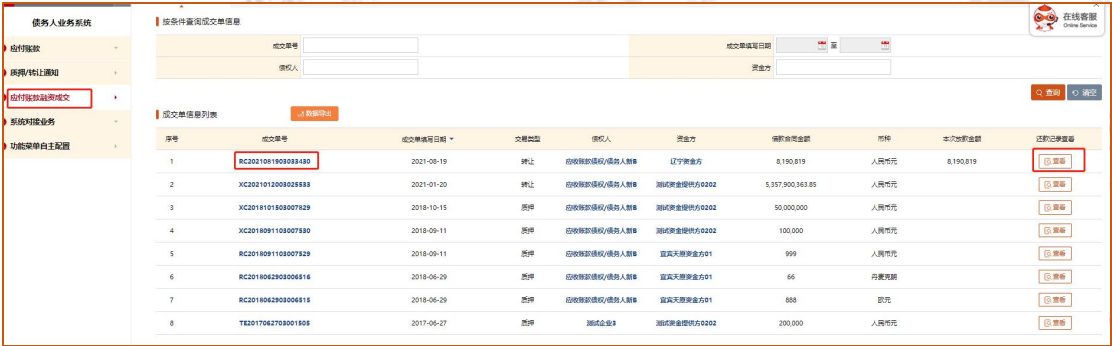 债务人业务系统
应付账款
质押/转让通知
应付账款融资成交
系统对接业务
功能菜单自主配置
按条件查询成交单信息
在线客服
Online Service
成交单号 成交单填写日期 至
债权人 资金方
查询 清空
成交单信息列表 数据导出
序号 成交单号 成交单填写日期 交易类型 债权人 资金方 借款合同金额 币种 本次放款金额 还款记录查看
1 RC2021081903033430 2021-08-19 转让 应收账款债权/债务人新B 辽宁资金方 8,190,819 人民币元 8,190,819 查看
2 XC2021012003025533 2021-01-20 转让 应收账款债权/债务人新B 测试资金提供方0202 5,357,900,363.85 人民币元 查看
3 XC2018101503007829 2018-10-15 质押 应收账款债权/债务人新B 测试资金提供方0202 50,000,000 人民币元 查看
4 XC2018091103007530 2018-09-11 质押 应收账款债权/债务人新B 测试资金提供方0202 100,000 人民币元 查看
5 RC2018091103007529 2018-09-11 质押 应收账款债权/债务人新B 宜宾天原资金方01 999 人民币元 查看
6 RC2018062903006516 2018-06-29 质押 应收账款债权/债务人新B 宜宾天原资金方01 66 丹麦克朗 查看
7 RC2018062903006515 2018-06-29 质押 应收账款债权/债务人新B 宜宾天原资金方01 888 欧元 查看
8 TE2017062703001505 2017-06-27 质押 测试企业3 测试资金提供方0202 200,000 人民币元 查看